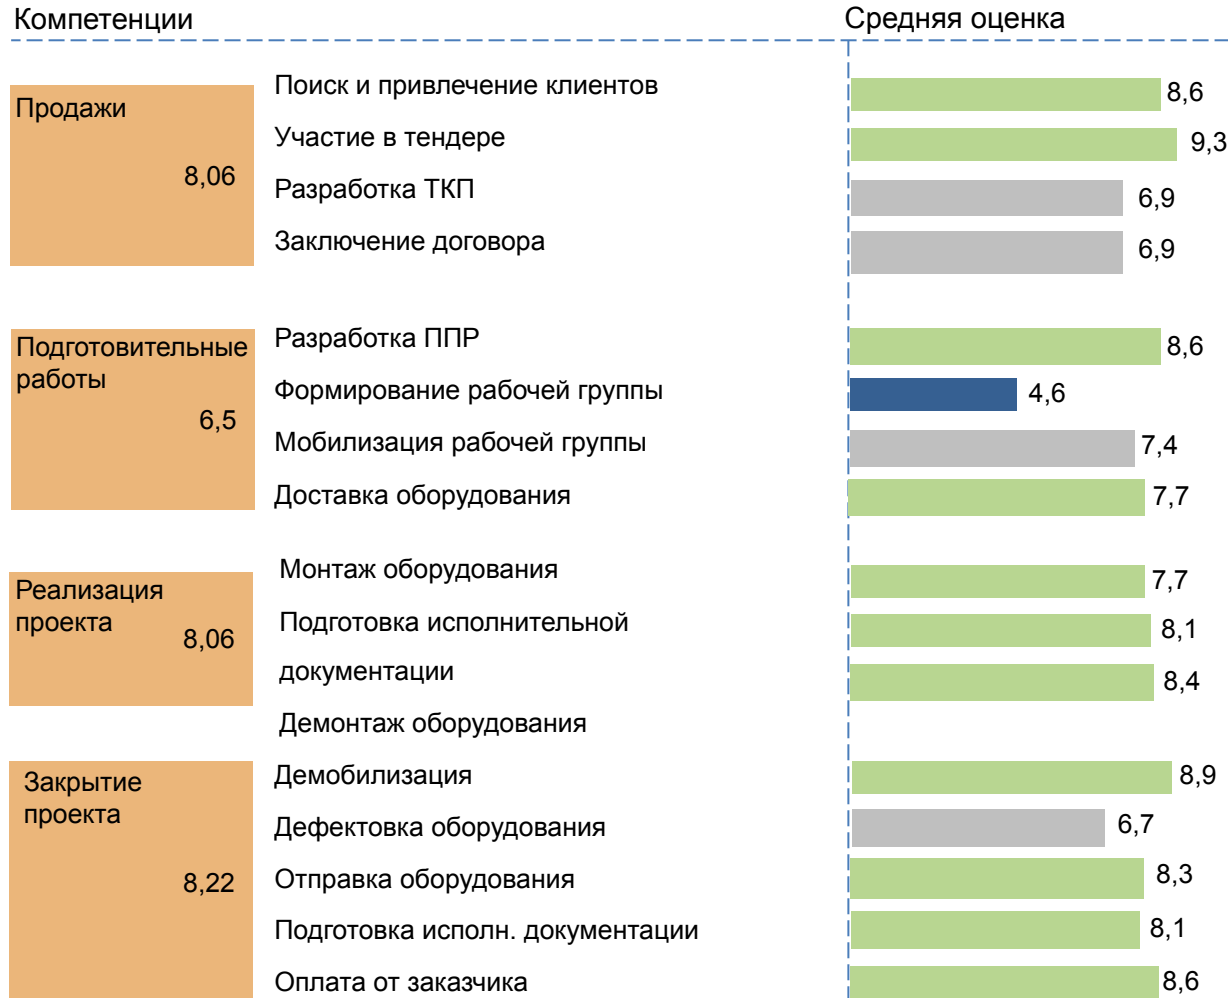 Компетенции
Средняя оценка
Продажи
8,06
Поиск и привлечение клиентов
8,6
Участие в тендере
9,3
Разработка ТКП
6,9
Заключение договора
6,9
Подготовительные
работы
6,5
Разработка ППР
8,6
Формирование рабочей группы
4,6
Мобилизация рабочей группы
7,4
Доставка оборудования
7,7
Реализация
проекта
8,06
Монтаж оборудования
7,7
Подготовка исполнительной
8,1
документации
8,4
Демонтаж оборудования
Закрытие
проекта
8,22
Демобилизация
8,9
Дефектовка оборудования
6,7
Отправка оборудования
8,3
Подготовка исполн. документации
8,1
Оплата от заказчика
8,6